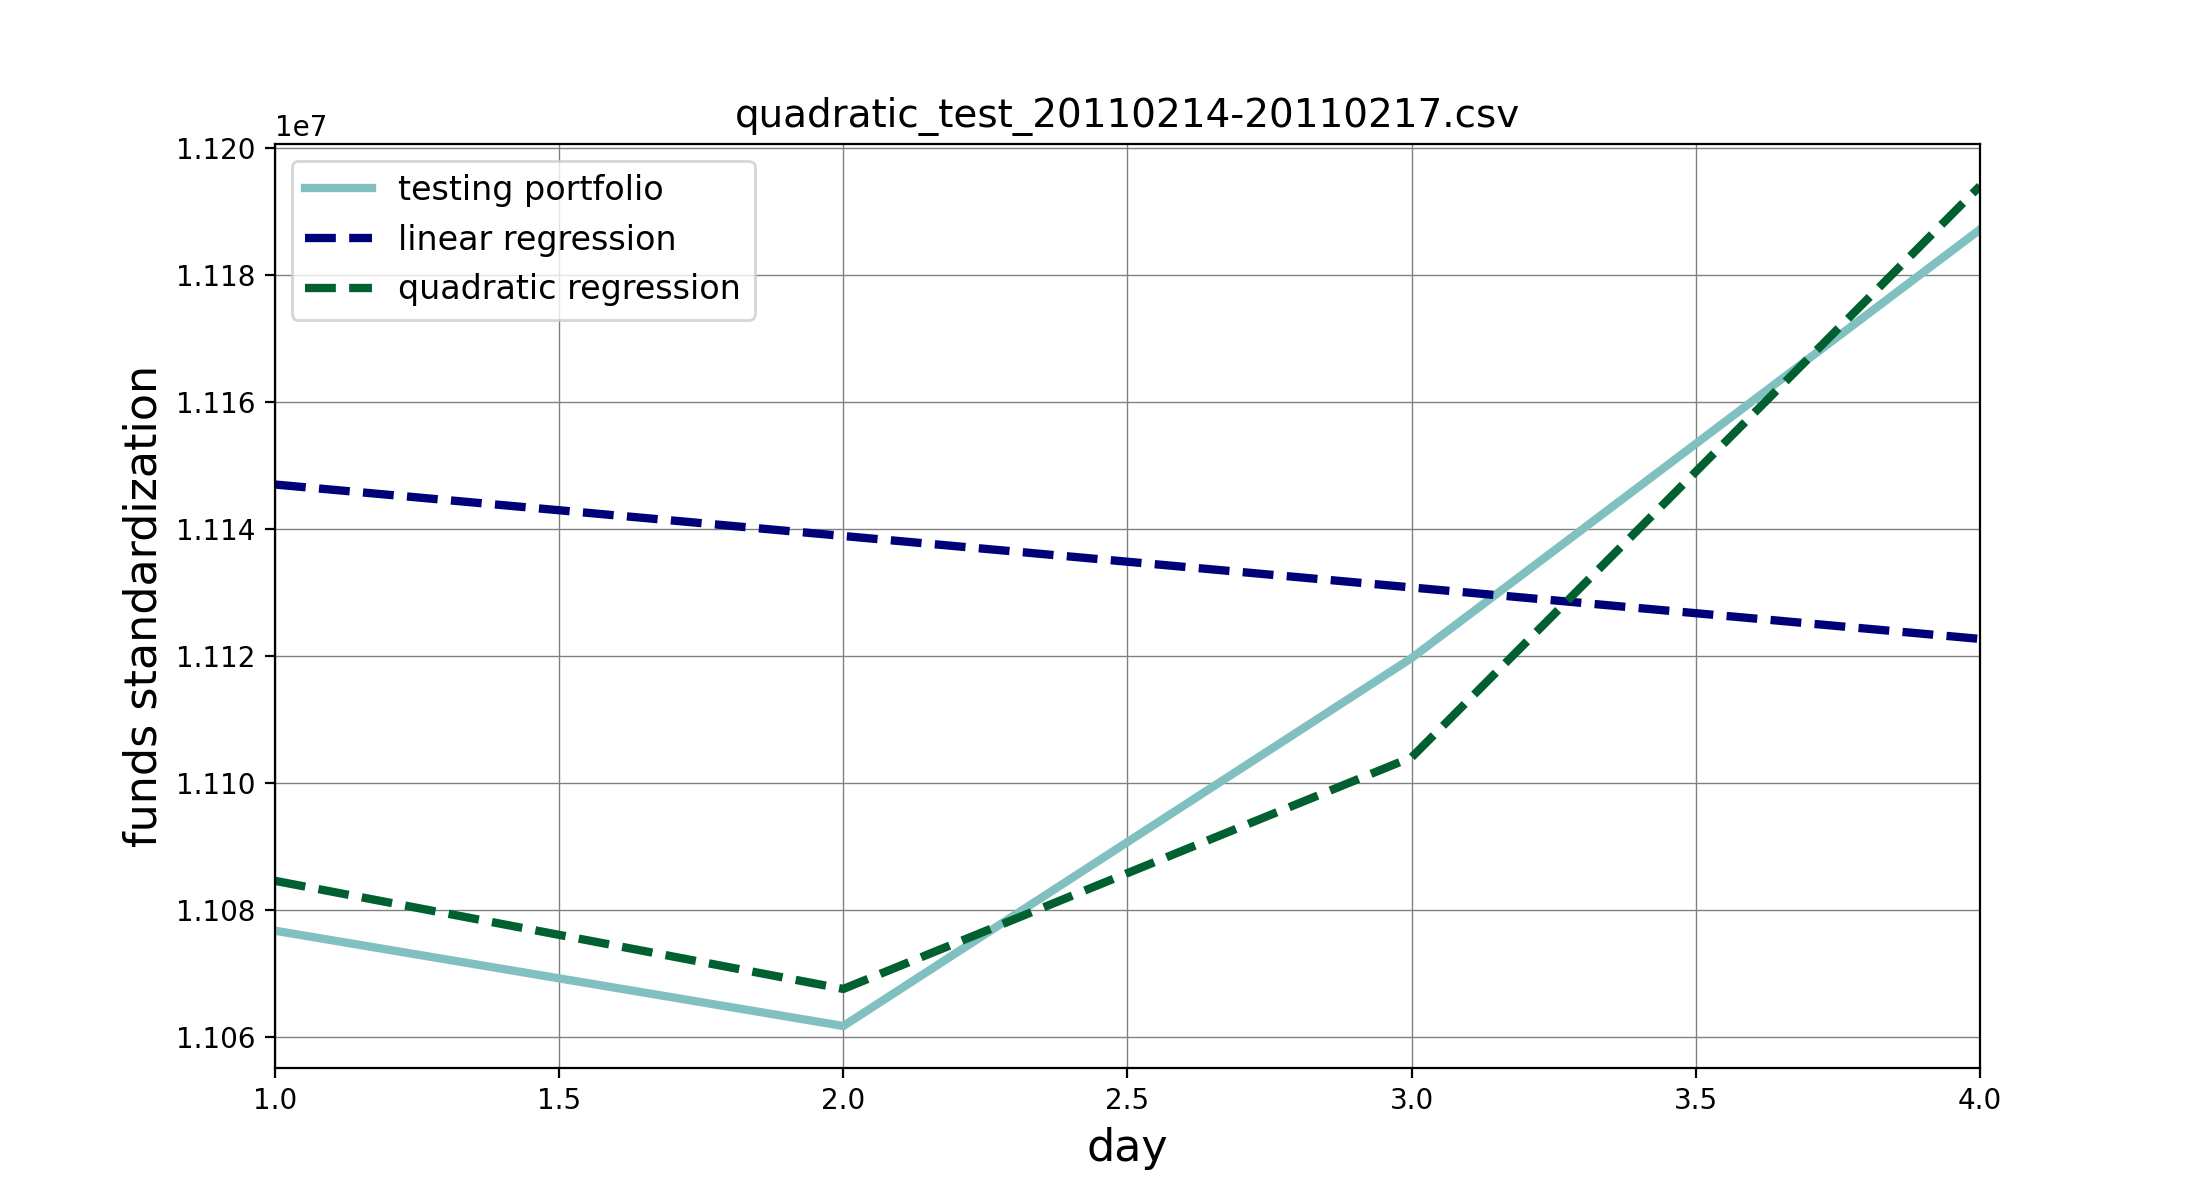 quadratic_test_20110214-20110217.csv
1e7
1.120
1.118
1.116
1.114
1.112
1.110
1.108
1.106
funds standardization
testing portfolio
linear regression
quadratic regression
1.0 1.5 2.0 2.5 3.0 3.5 4.0
day